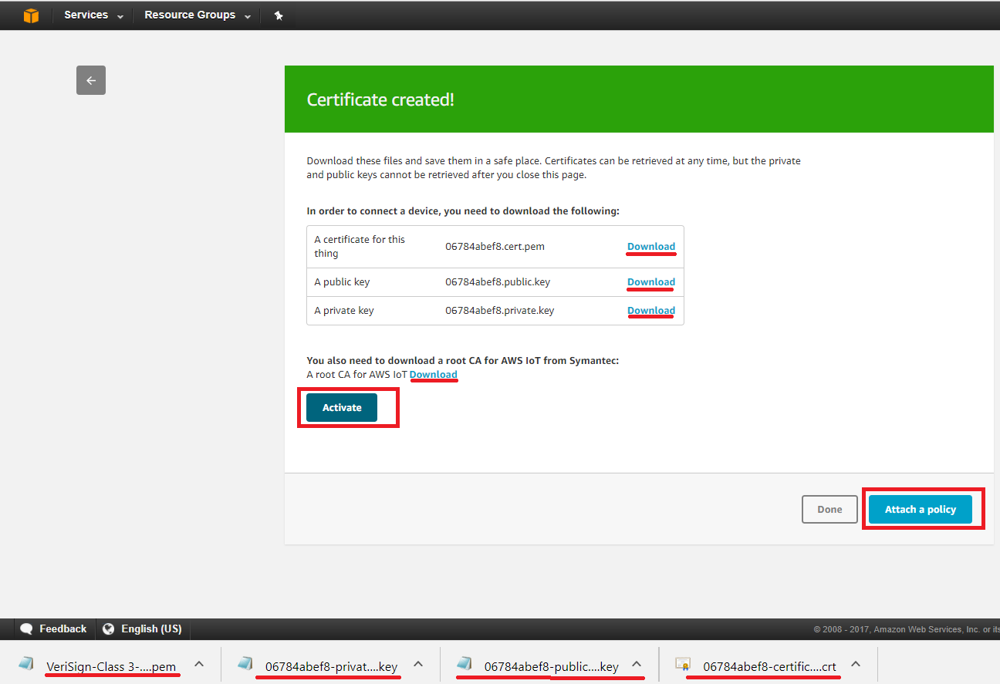 Services Resource Groups
Certificate created!
Download these files and save them in a safe place. Certificates can be retrieved at any time, but the private
and public keys cannot be retrieved after you close this page.
In order to connect a device, you need to download the following:
A certificate for this
thing
06784abef8.cert.pem Download
A public key 06784abef8.public.key Download
A private key 06784abef8.private.key Download
You also need to download a root CA for AWS IoT from Symantec:
A root CA for AWS IoT Download
Activate
Done Attach a policy
Feedback English (US) © 2008 - 2017, Amazon Web Services, Inc. or its
VeriSign-Class 3-....pem 06784abef8-privat....key 06784abef8-public....key 06784abef8-certific....crt